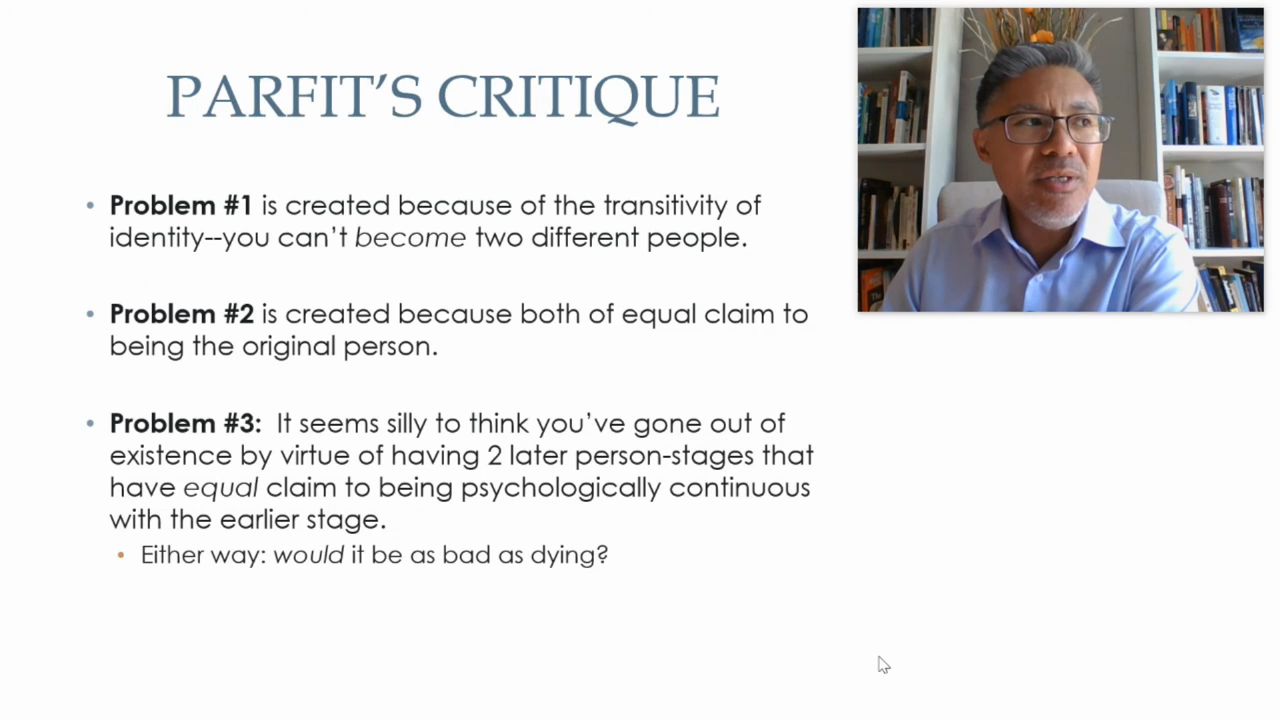 PARFIT'S CRITIQUE
• Problem #1 is created because of the transitivity of
identity--you can't become two different people.
• Problem #2 is created because both of equal claim to
being the original person.
• Problem #3: It seems silly to think you've gone out of
existence by virtue of having 2 later person-stages that
have equal claim to being psychologically continuous
with the earlier stage.
• Either way: would it be as bad as dying?